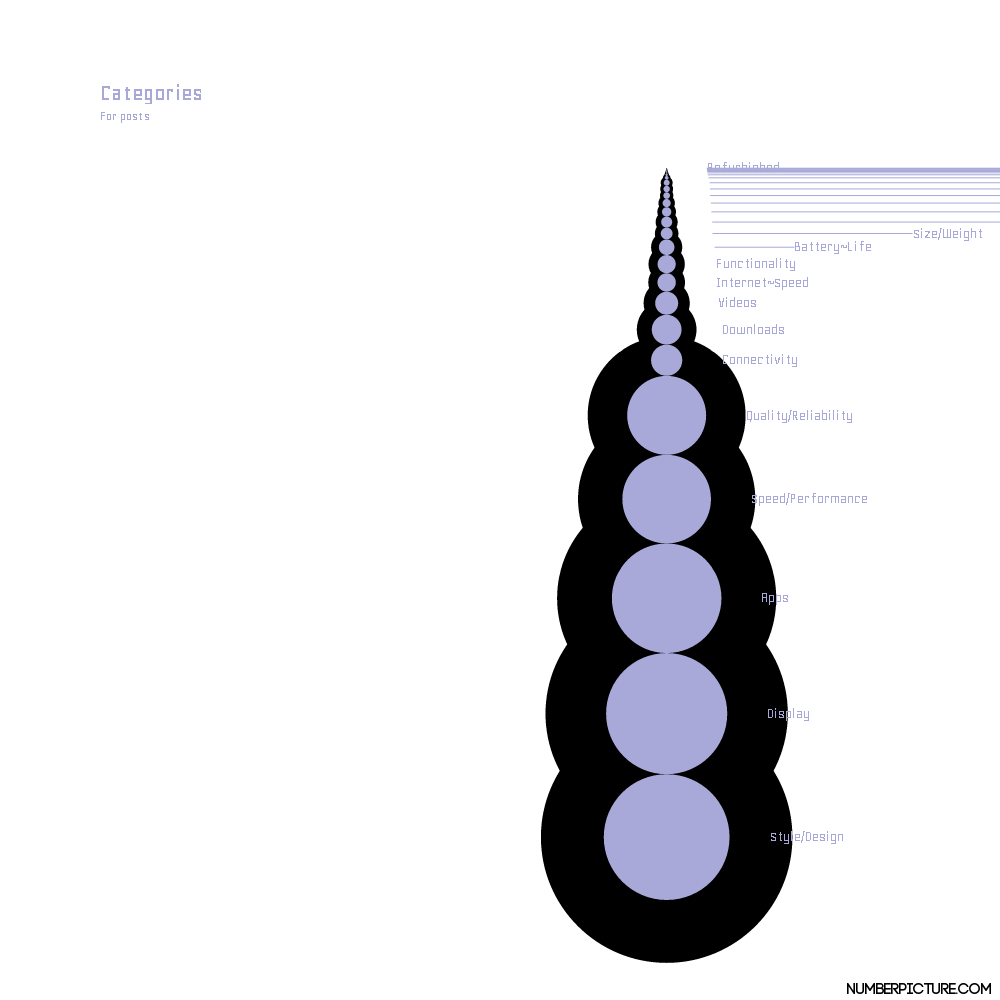 Categories
For posts
Refurbished
Size/Weight
Battery~Life
Functionality
Internet~Speed
Videos
Downloads
Connectivity
Quality/Reliability
Speed/Performance
Apps
Display
Style/Design
NUMBERPICTURE.COM